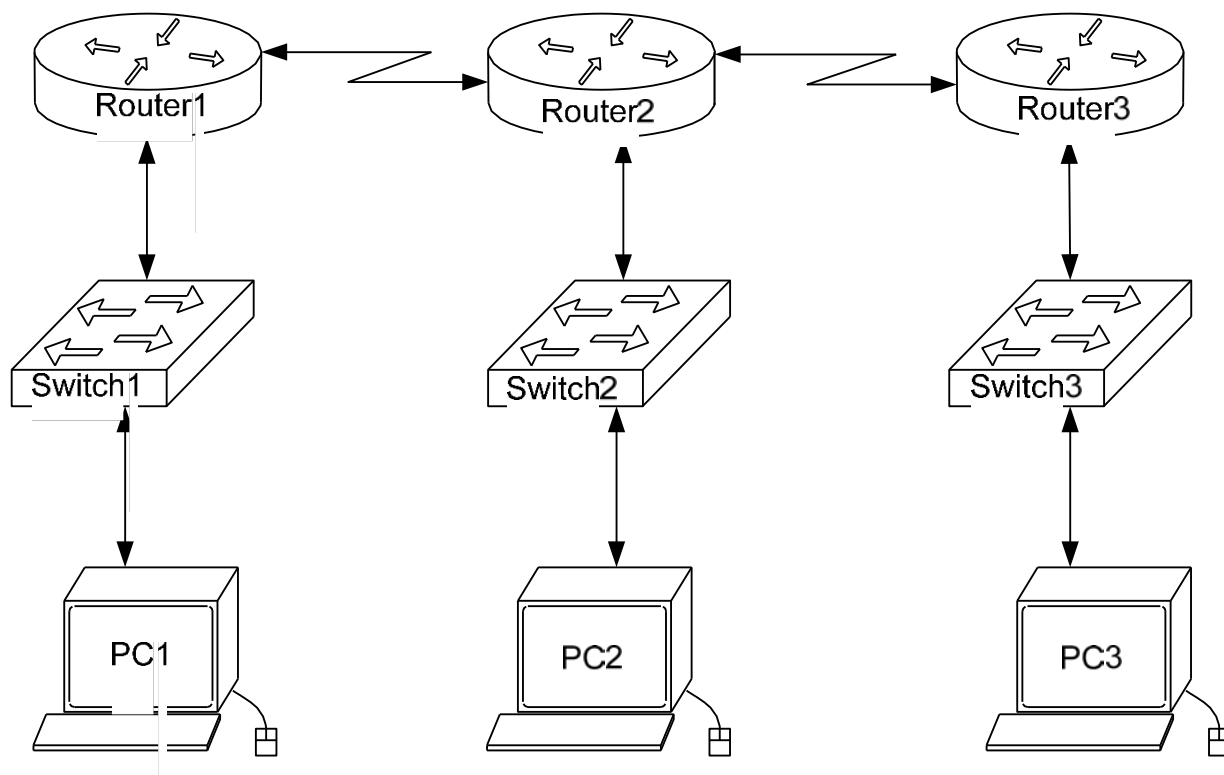 Router1
Router2
Router3
Switch1
Switch2
Switch3
PC1
PC2
PC3